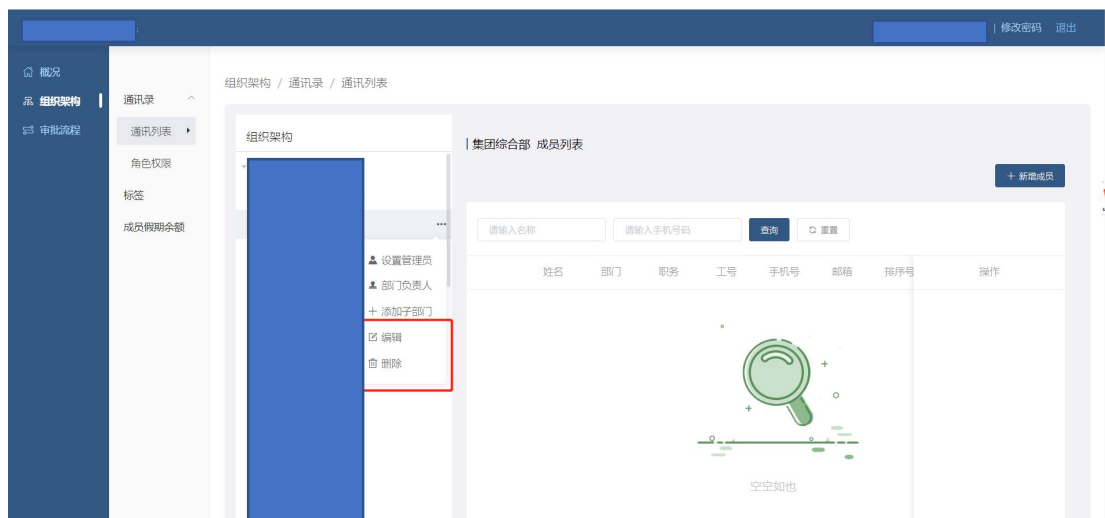 | 修改密码 退出
概况
组织架构
审批流程
通讯录
通讯列表
角色权限
标签
成员假期余额
组织架构 / 通讯录 / 通讯列表
组织架构
设置管理员
部门负责人
添加子部门
编辑
删除
集团综合部 成员列表
+ 新增成员
请输入名称 请输入手机号码 查询 重置
姓名 部门 职务 工号 手机号 邮箱 排序号 操作
空空如也